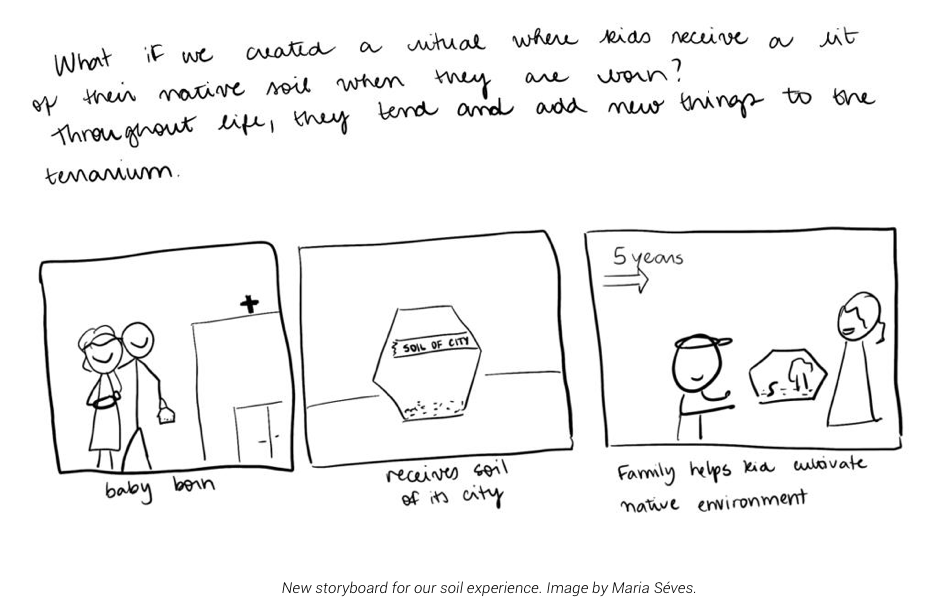 What if we created a ritual where kids receive a bit
of their native soil when they are born?
Throughout life, they tend and add new things to the
terrarium.
baby born
SOIL OF CITY
receives soil
of its city
5 years
Family helps kid cultivate
native environment
New storyboard for our soil experience. Image by Maria Séves.